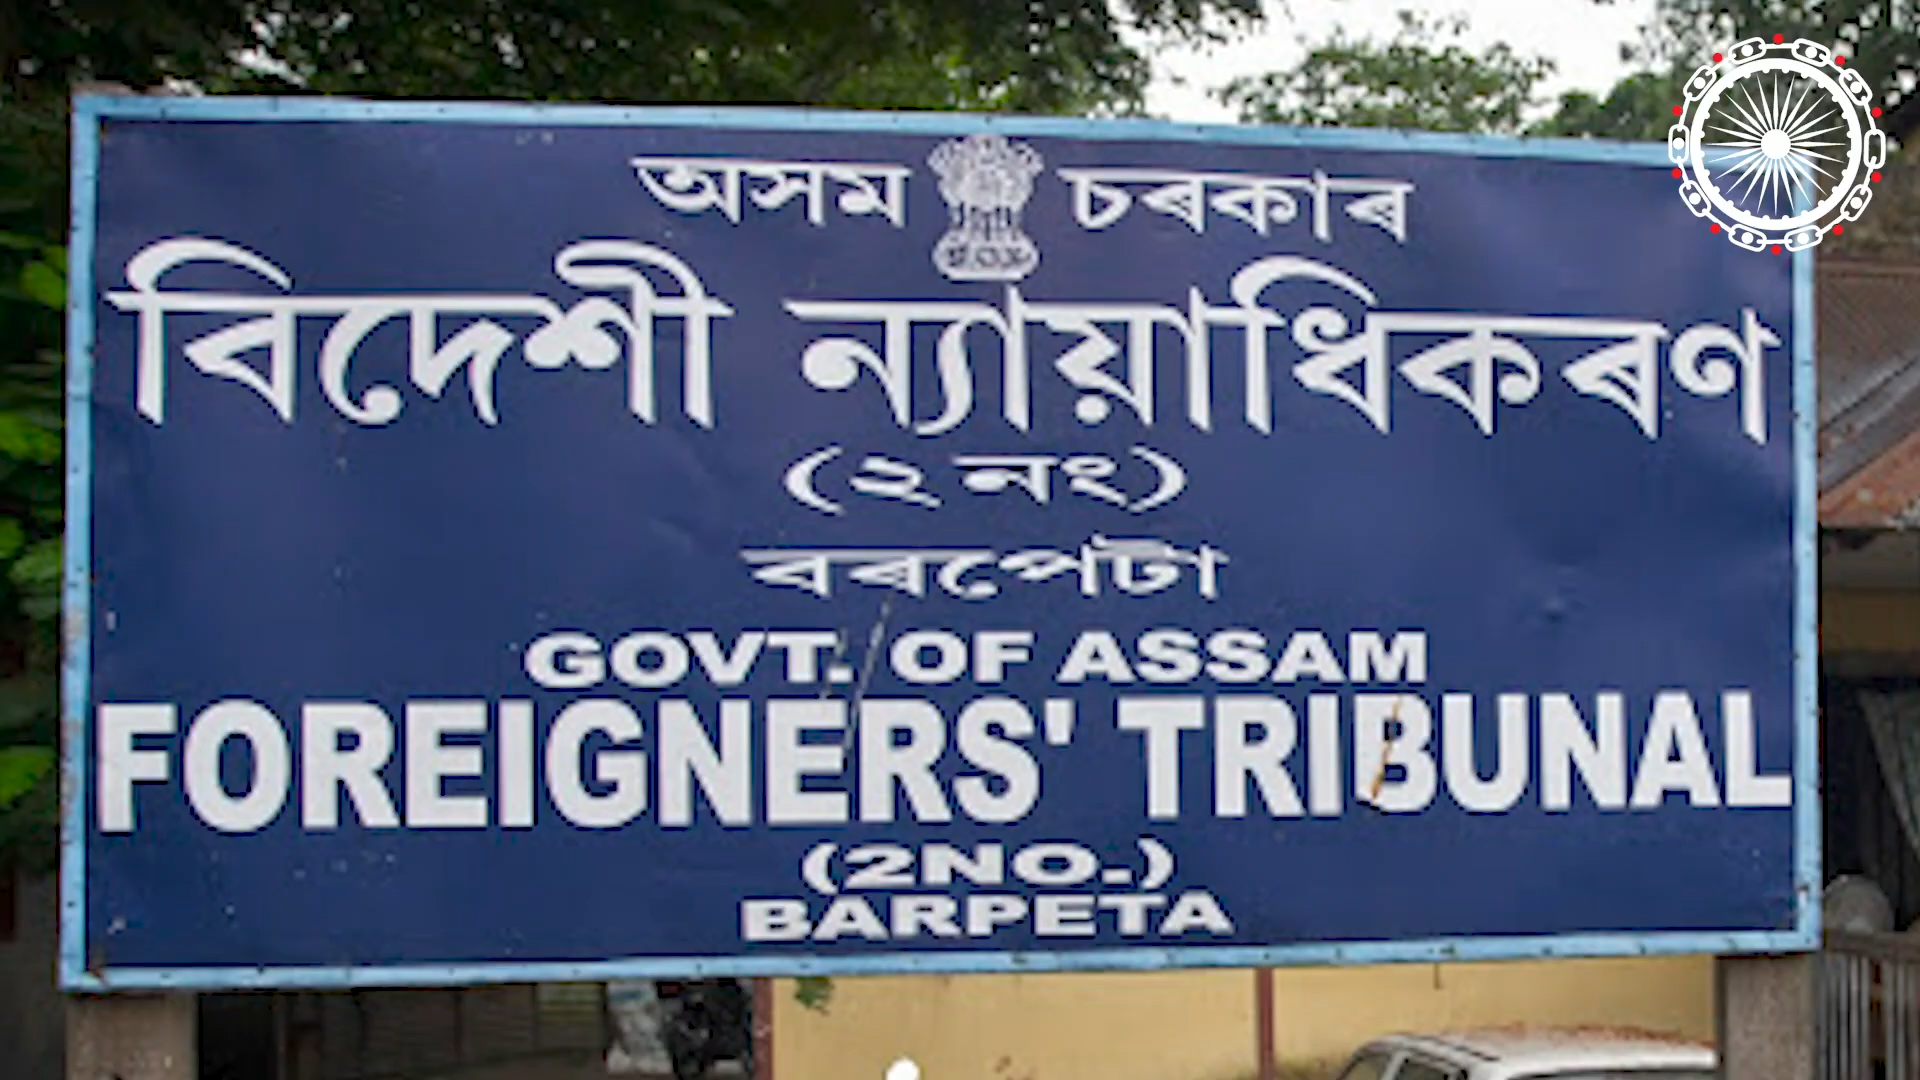 অসম চৰকাৰ
বিদেশী ন্যায়াধিকৰণ
(২ নং)
বৰপেটা
GOVT. OF ASSAM
FOREIGNERS' TRIBUNAL
(2NO.)
BARPETA